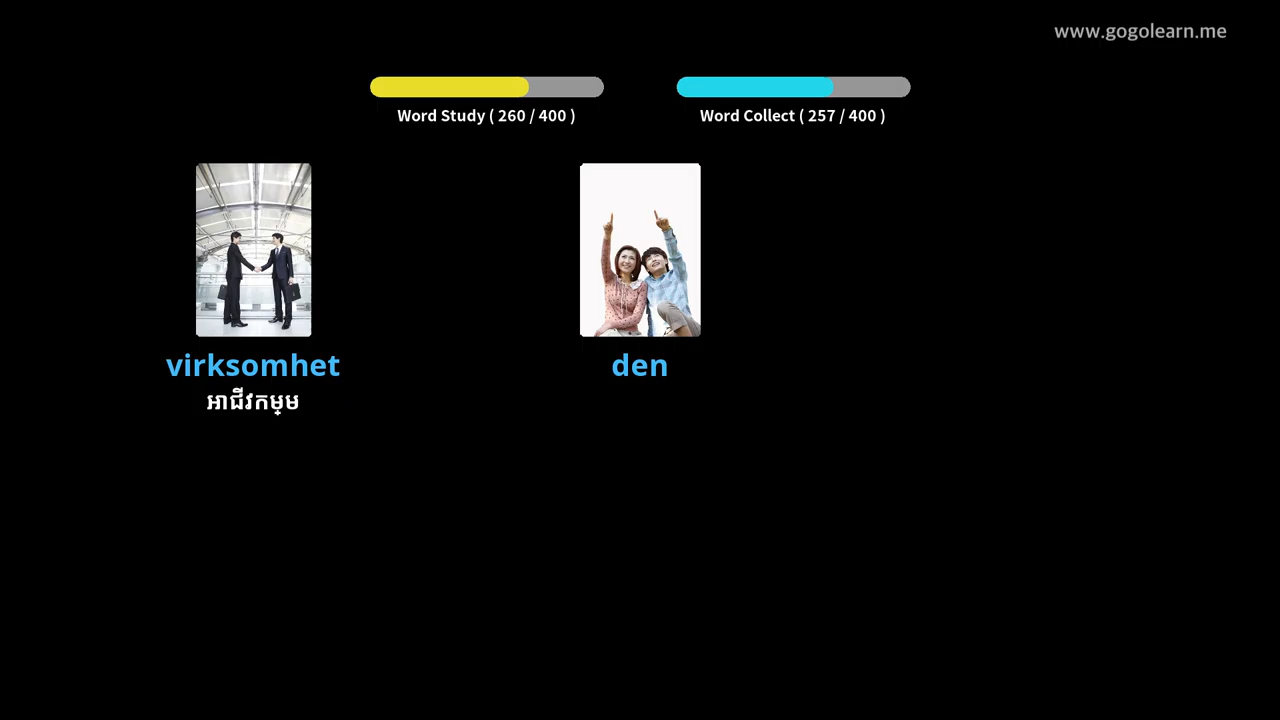 www.gogolearn.me
Word Study ( 260 / 400 )
Word Collect ( 257 / 400 )
virksomhet
den
អាជីវកម្ម